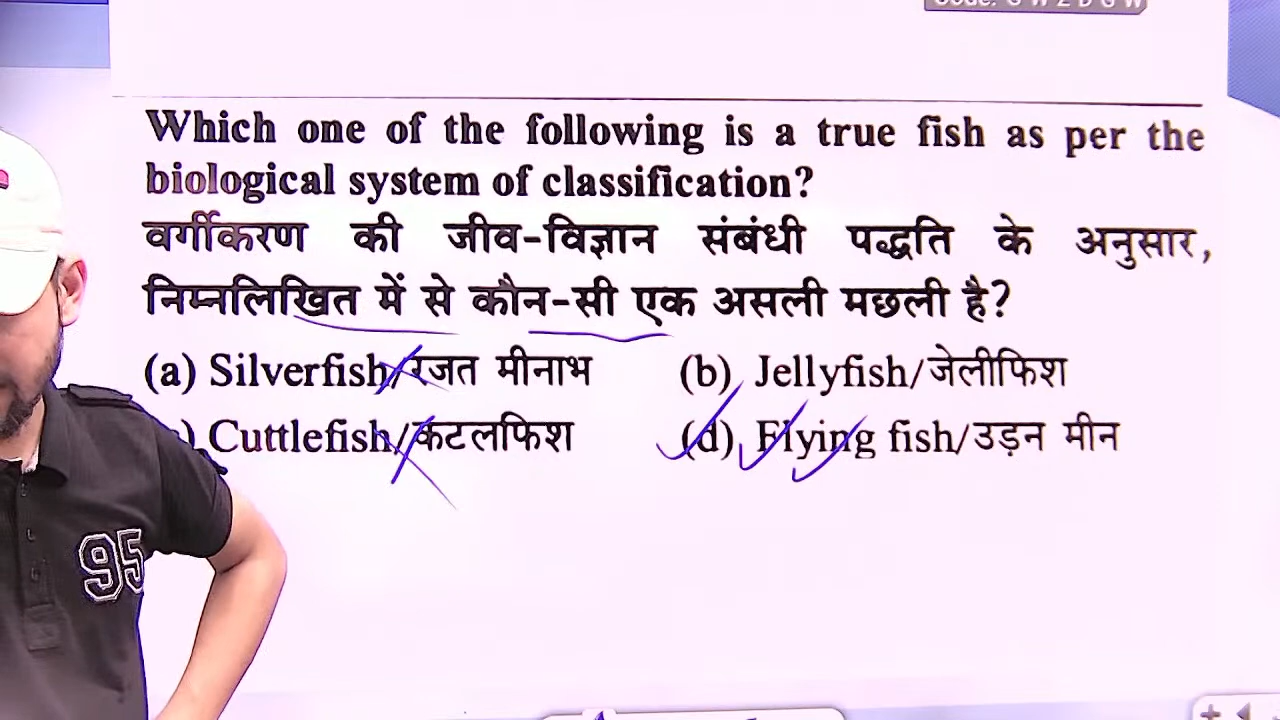 Which one of the following is a true fish as per the
biological system of classification?
वर्गीकरण की जीव-विज्ञान संबंधी पद्धति के अनुसार,
निम्नलिखित में से कौन-सी एक असली मछली है?
(a) Silverfish/रजत मीनाभ (b) Jellyfish/जेलीफिश
) Cuttlefish/कटलफिश (d) Flying fish/उड़न मीन
95